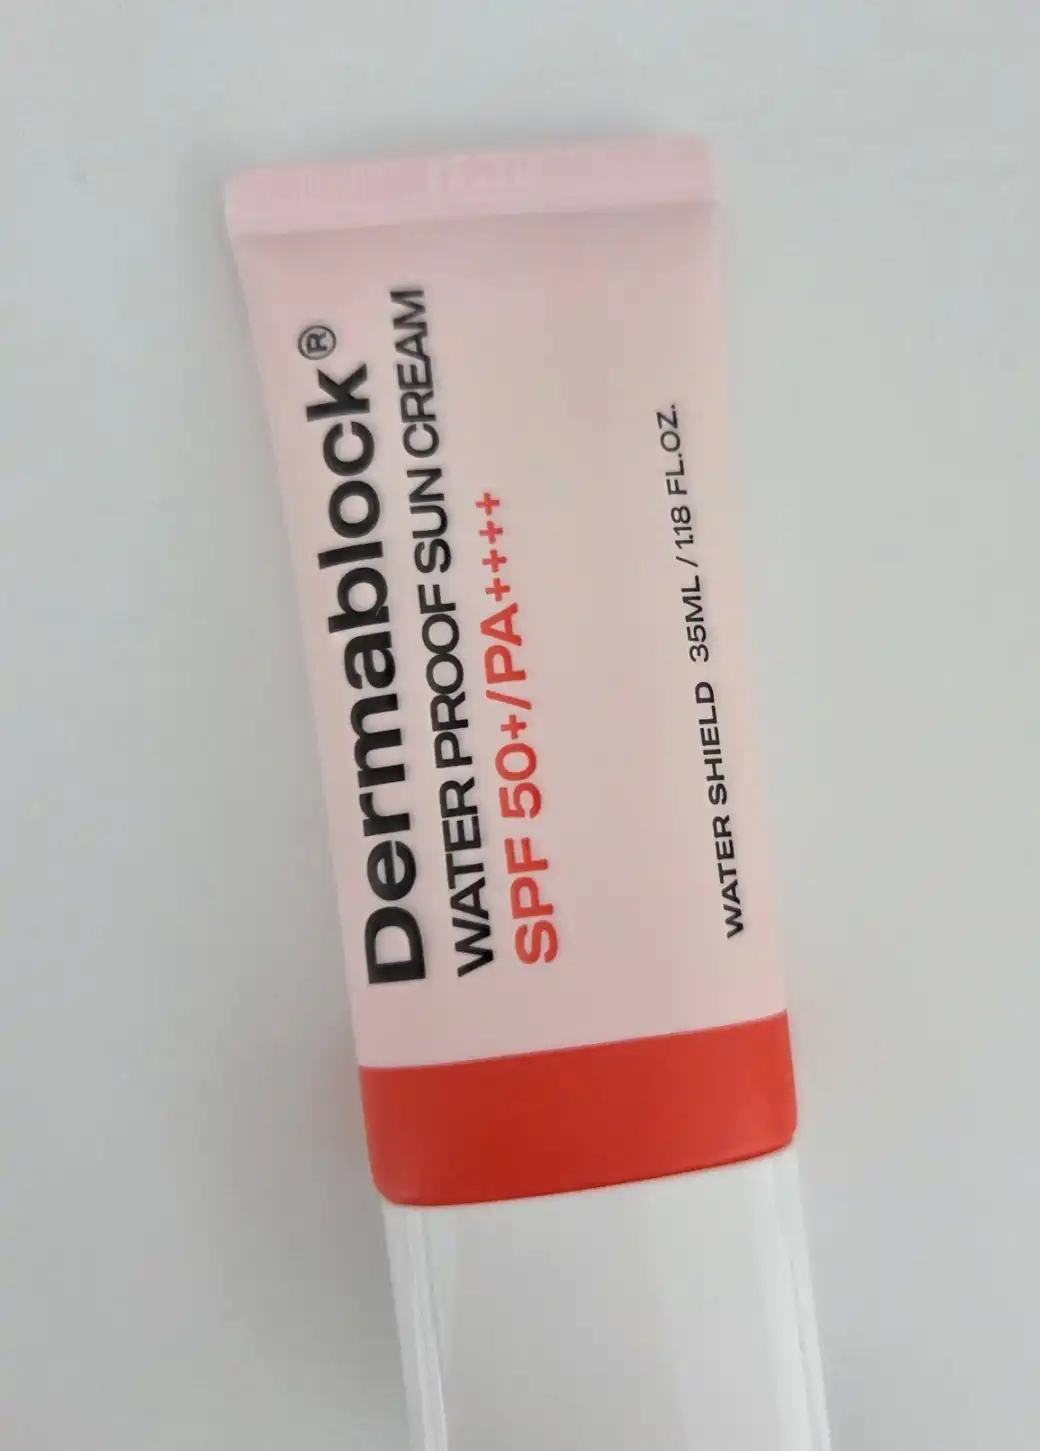 Dermablock®
WATER PROOF SUN CREAM
SPF 50+/PA++++
WATER SHIELD 35ML / 1.18 FL.OZ.